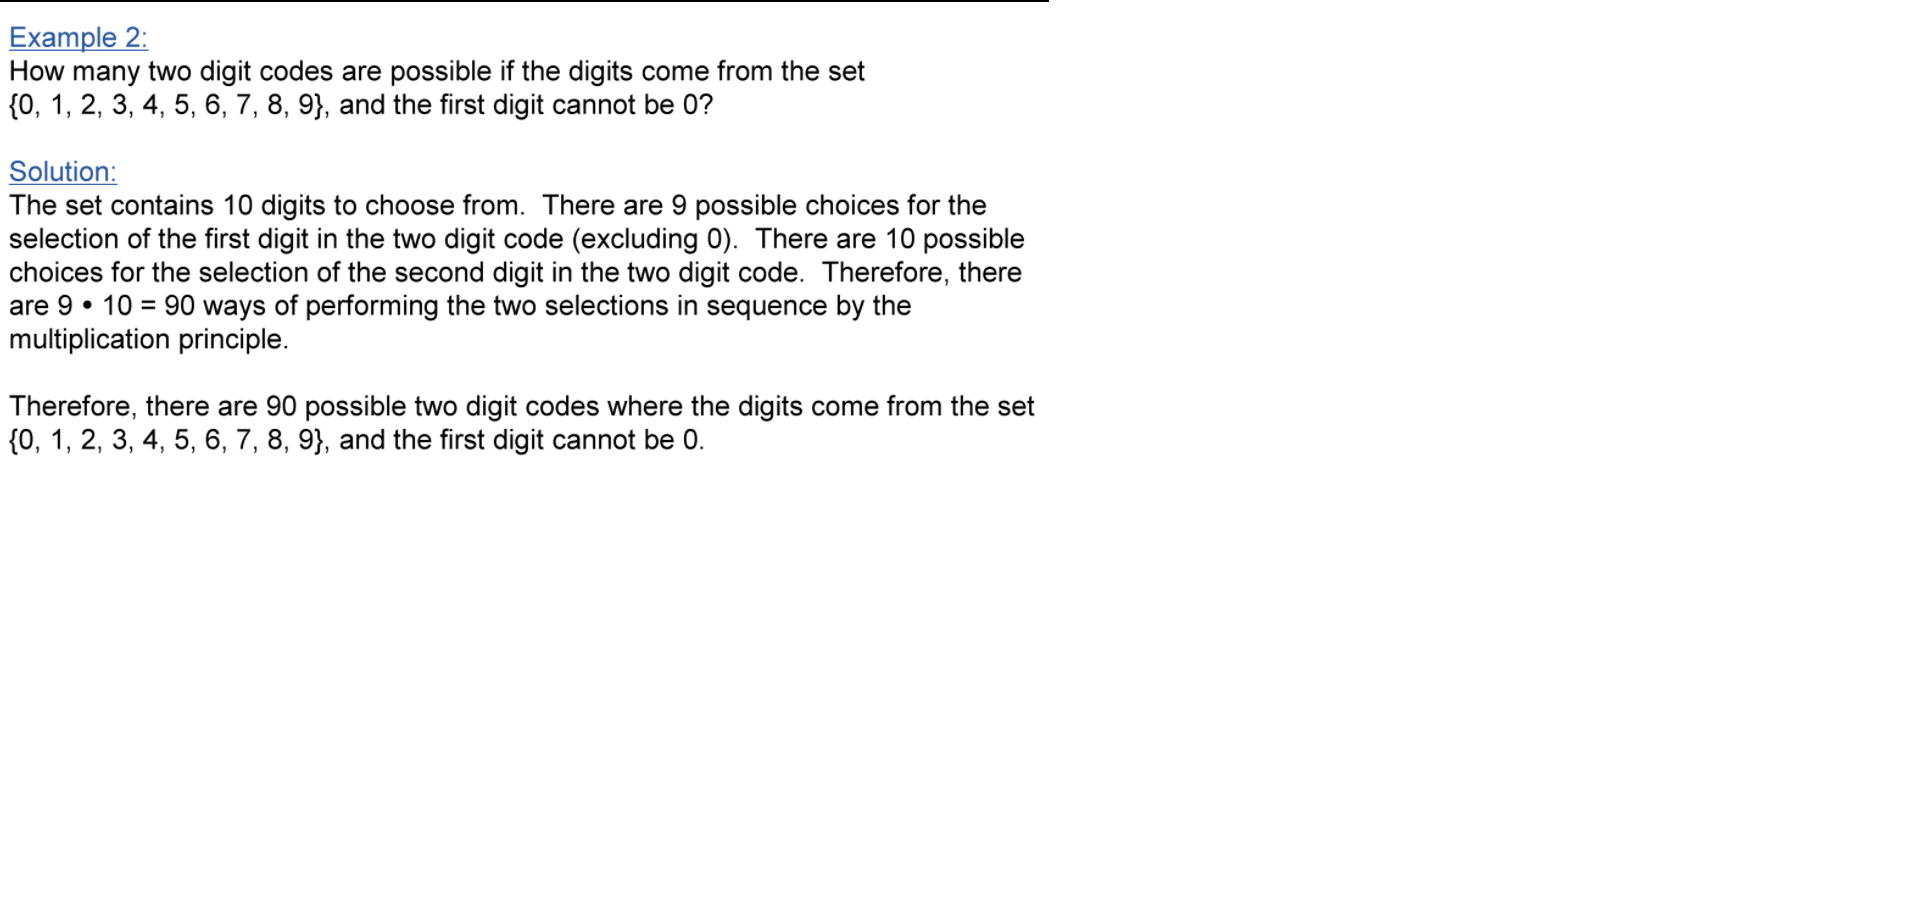 Example 2:
How many two digit codes are possible if the digits come from the set
{0, 1, 2, 3, 4, 5, 6, 7, 8, 9}, and the first digit cannot be 0?
Solution:
The set contains 10 digits to choose from.  There are 9 possible choices for the
selection of the first digit in the two digit code (excluding 0).  There are 10 possible
choices for the selection of the second digit in the two digit code.  Therefore, there
are 9 • 10 = 90 ways of performing the two selections in sequence by the
multiplication principle.
Therefore, there are 90 possible two digit codes where the digits come from the set
{0, 1, 2, 3, 4, 5, 6, 7, 8, 9}, and the first digit cannot be 0.